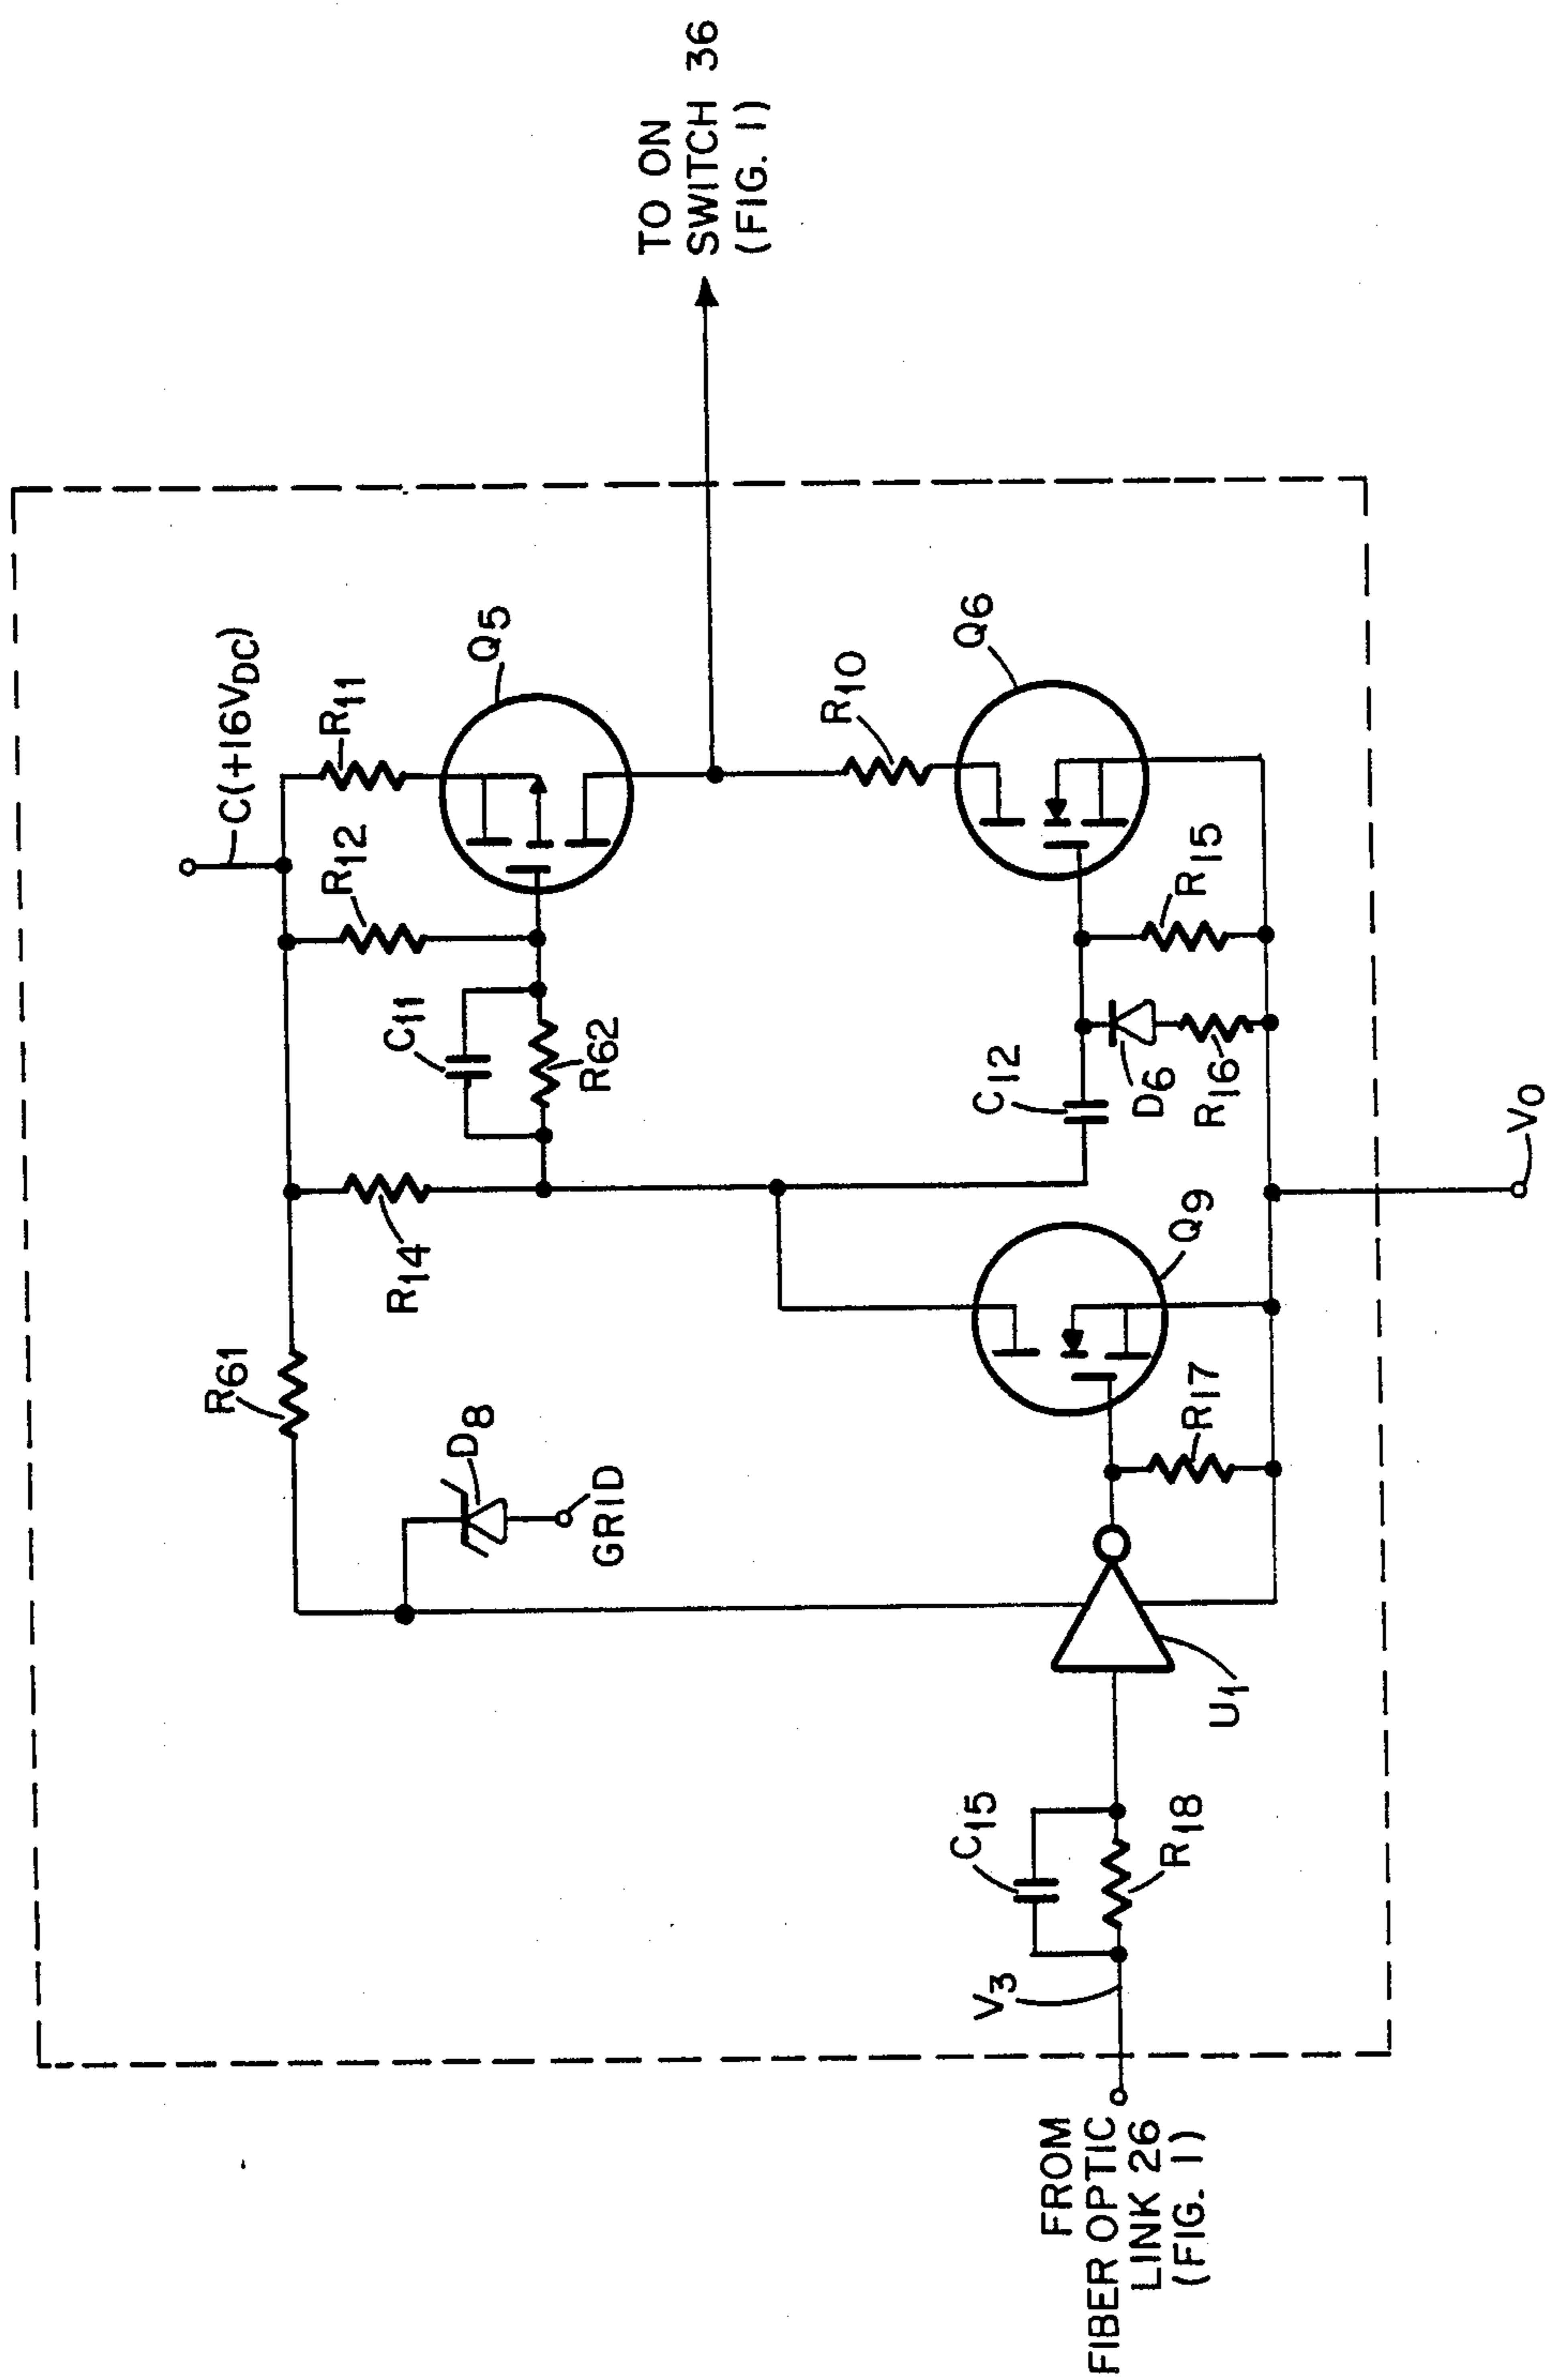 C(+16VDC)
R11
R12
Q5
C11
R62
R14
R61
D8
GRID
TO ON
SWITCH 36
(FIG. 1)
R10
Q6
R15
C12
D6
R16
Q9
R17
U1
C15
R18
V3
FROM
FIBER OPTIC
LINK 26
(FIG. 1)
V0